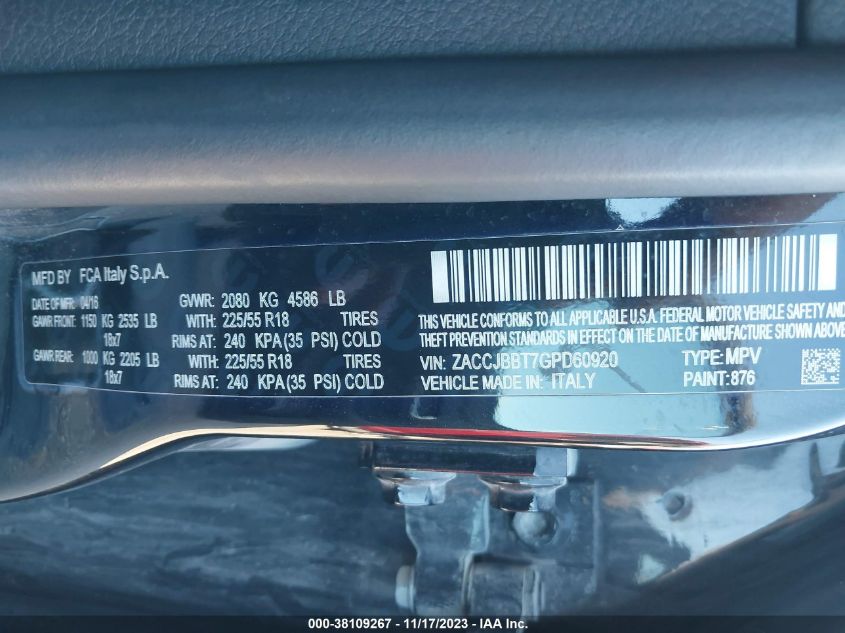 MFD BY FCA Italy S.p.A.
DATE OF MFR: 04/16 GVWR: 2080 KG 4586 LB
GAWR FRONT: 1150 KG 2535 LB WITH: 225/55 R18 TIRES
18x7 RIMS AT: 240 KPA(35 PSI) COLD
GAWR REAR: 1000 KG 2205 LB WITH: 225/55 R18 TIRES
18x7 RIMS AT: 240 KPA(35 PSI) COLD
THIS VEHICLE CONFORMS TO ALL APPLICABLE U.S.A. FEDERAL MOTOR VEHICLE SAFETY AND
THEFT PREVENTION STANDARDS IN EFFECT ON THE DATE OF MANUFACTURE SHOWN ABOVE
VIN: ZACCJBBT7GPD60920 TYPE: MPV
VEHICLE MADE IN: ITALY PAINT: 876
000-38109267 - 11/17/2023 - IAA Inc.